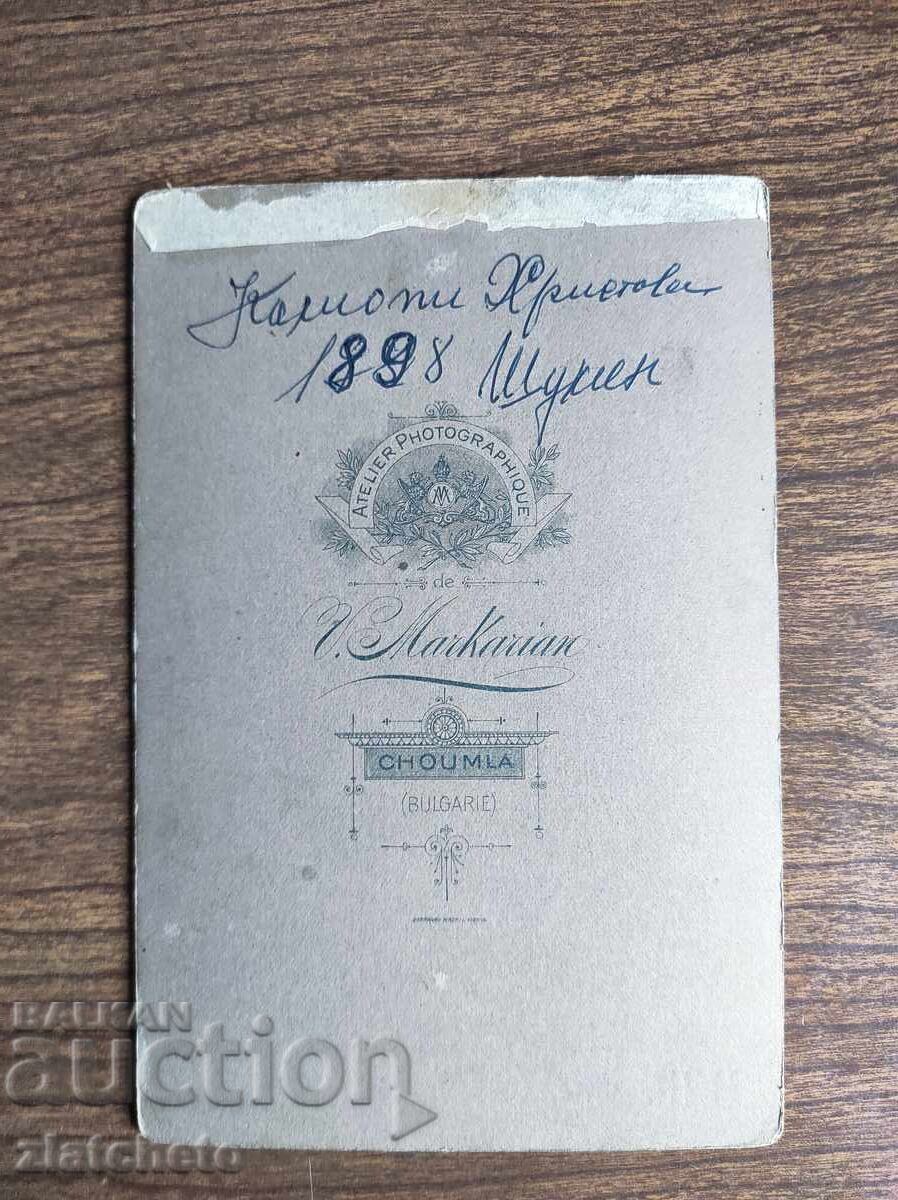 Калиопи Христова
1898 Шумен
ATELIER PHOTOGRAPHIQUE
M
de
V. Markarian
CHOUMLA
(BULGARIE)
BALKAN
auction
zlatcheto